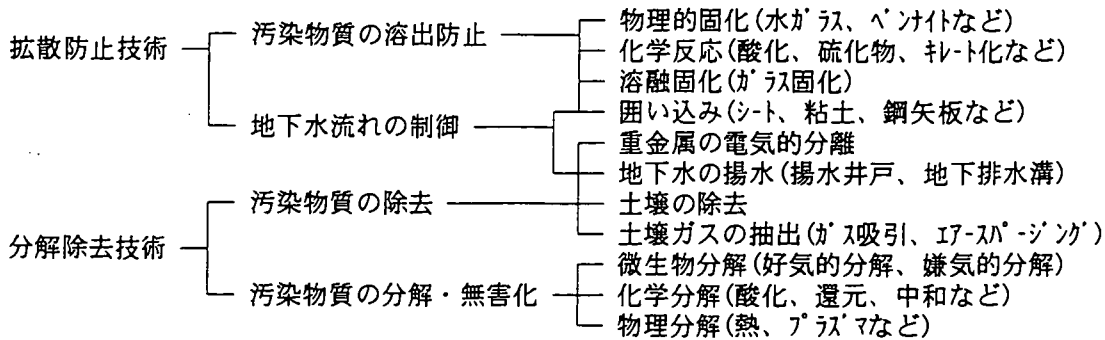 拡散防止技術
汚染物質の溶出防止
地下水流れの制御
分解除去技術
汚染物質の除去
汚染物質の分解・無害化
物理的固化(水ｶﾞﾗｽ、ﾍﾞﾝﾅｲﾄなど)
化学反応(酸化、硫化物、ｷﾚｰﾄ化など)
溶融固化(ｶﾞﾗｽ固化)
囲い込み(ｼｰﾄ、粘土、鋼矢板など)
重金属の電気的分離
地下水の揚水(揚水井戸、地下排水溝)
土壌の除去
土壌ガスの抽出(ｶﾞｽ吸引、ｴｱｰｽﾊﾟｰｼﾞﾝｸﾞ)
微生物分解(好気的分解、嫌気的分解)
化学分解(酸化、還元、中和など)
物理分解(熱、ﾌﾟﾗｽﾞﾏなど)